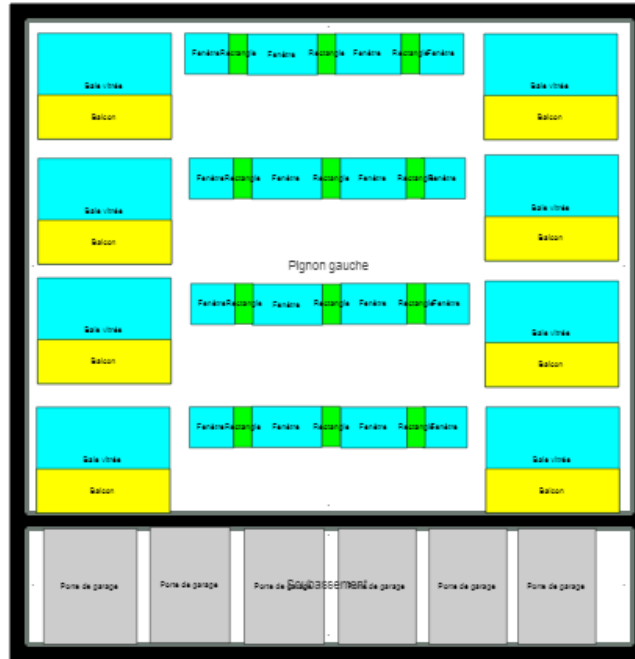 Fenêtre Rectangle Fenêtre Rectangle Fenêtre Rectangle Fenêtre
Baie vitrée Baie vitrée
Balcon Balcon
Fenêtre Rectangle Fenêtre Rectangle Fenêtre Rectangle Fenêtre
Baie vitrée Baie vitrée
Balcon Balcon
Pignon gauche
Fenêtre Rectangle Fenêtre Rectangle Fenêtre Rectangle Fenêtre
Baie vitrée Baie vitrée
Balcon Balcon
Fenêtre Rectangle Fenêtre Rectangle Fenêtre Rectangle Fenêtre
Baie vitrée Baie vitrée
Balcon Balcon
Porte de garage Porte de garage Porte de garage Soubassement Porte de garage Porte de garage Porte de garage